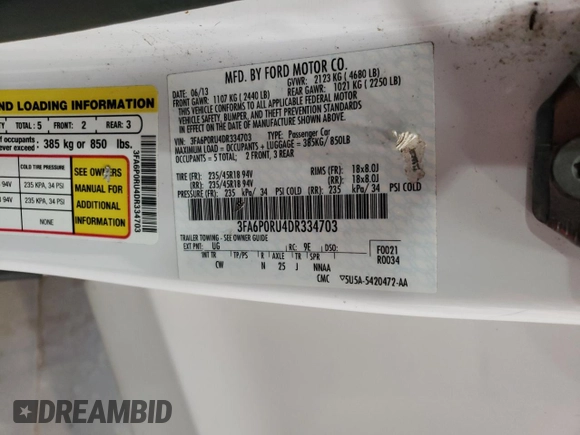 MFD. BY FORD MOTOR CO.
DATE: 06/13 GVWR: 2123 KG ( 4680 LB)
FRONT GAWR: 1107 KG ( 2440 LB) REAR GAWR: 1021 KG ( 2250 LB)
THIS VEHICLE CONFORMS TO ALL APPLICABLE FEDERAL MOTOR
VEHICLE SAFETY, BUMPER, AND THEFT PREVENTION STANDARDS
IN EFFECT ON THE DATE OF MANUFACTURE SHOWN ABOVE.
VIN: 3FA6P0RU4DR334703 TYPE: Passenger Car
MAXIMUM LOAD = OCCUPANTS + LUGGAGE = 385KG/ 850LB
OCCUPANTS = 5 TOTAL: 2 FRONT, 3 REAR
TIRE (FR): 235/45R18 94V RIMS (FR): 18x8.0J
(RR): 235/45R18 94V (RR): 18x8.0J
PRESSURE (FR): 235 kPa/ 34 PSI COLD (RR): 235 kPa/ 34 PSI COLD
3FA6P0RU4DR334703
TRAILER TOWING - SEE OWNER GUIDE
EXT PNT: UG RC: 9E F0021
R0034
INT TR TP/PS R AXLE TR SPR
CW N 25 J NNAA
CMC 5U5A-5420472-AA
ND LOADING INFORMATION
TOTAL: 5 FRONT: 2 REAR: 3
occupants
ver exceed: 385 kg or 850 lbs.
COLD TIRE PRESSURE
94V 235 KPA, 34 PSI
94V 235 KPA, 34 PSI
NONE
SEE OWNERS
MANUAL FOR
ADDITIONAL
INFORMATION
3FA6P0RU4DR334703
DREAMBID